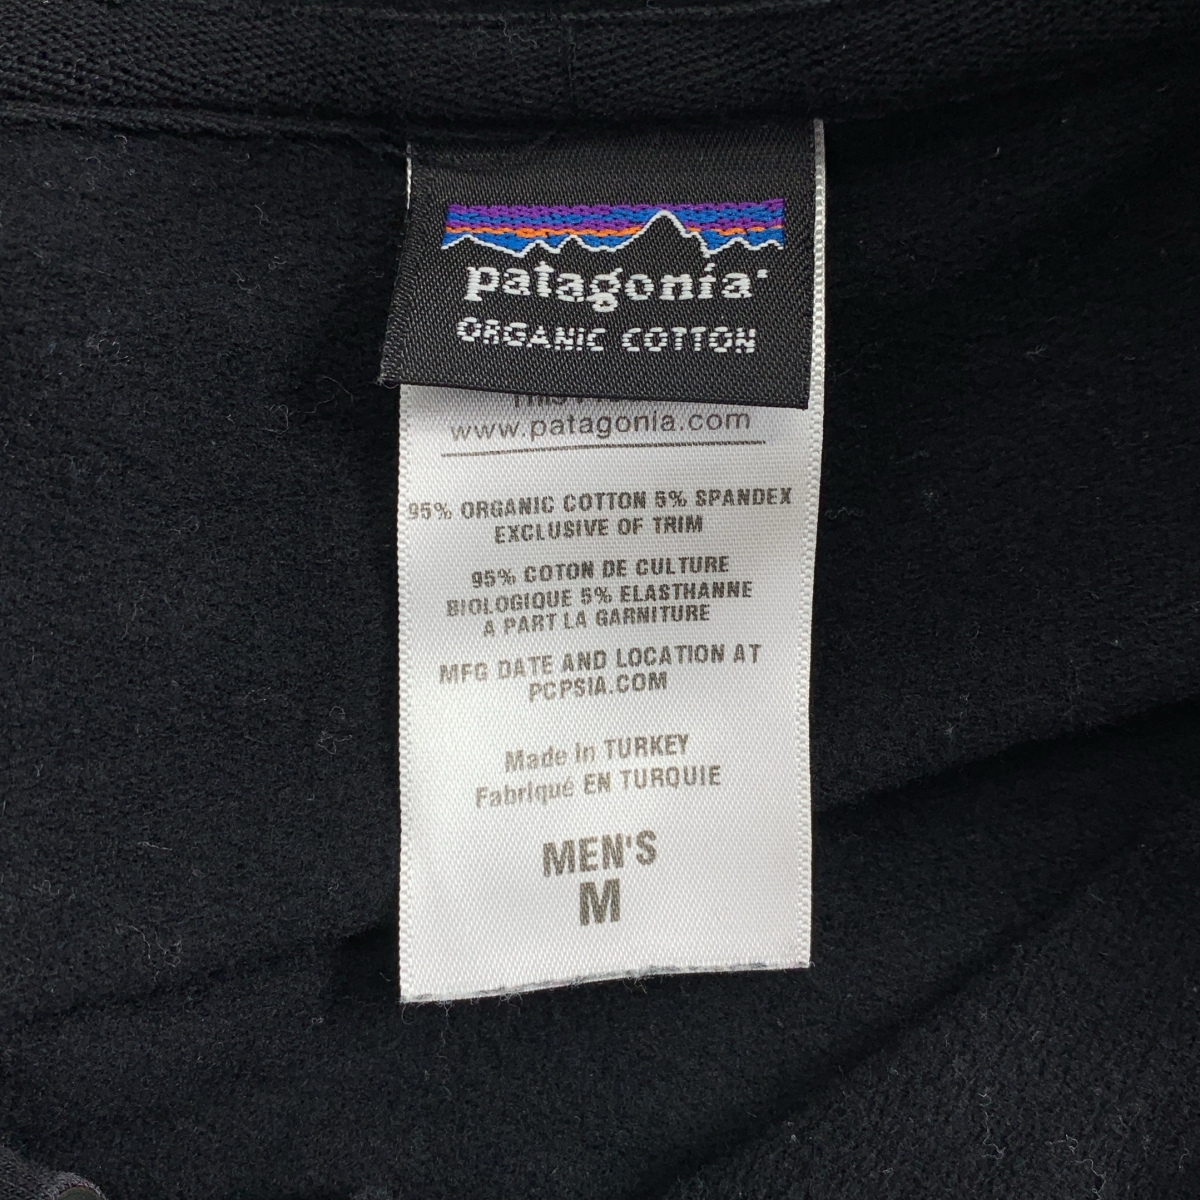 patagonia
ORGANIC COTTON
www.patagonia.com
95% ORGANIC COTTON 5% SPANDEX
EXCLUSIVE OF TRIM
95% COTON DE CULTURE
BIOLOGIQUE 5% ELASTHANNE
A PART LA GARNITURE
MFG DATE AND LOCATION AT
PCPSIA.COM
Made in TURKEY
Fabriqué EN TURQUIE
MEN'S
M